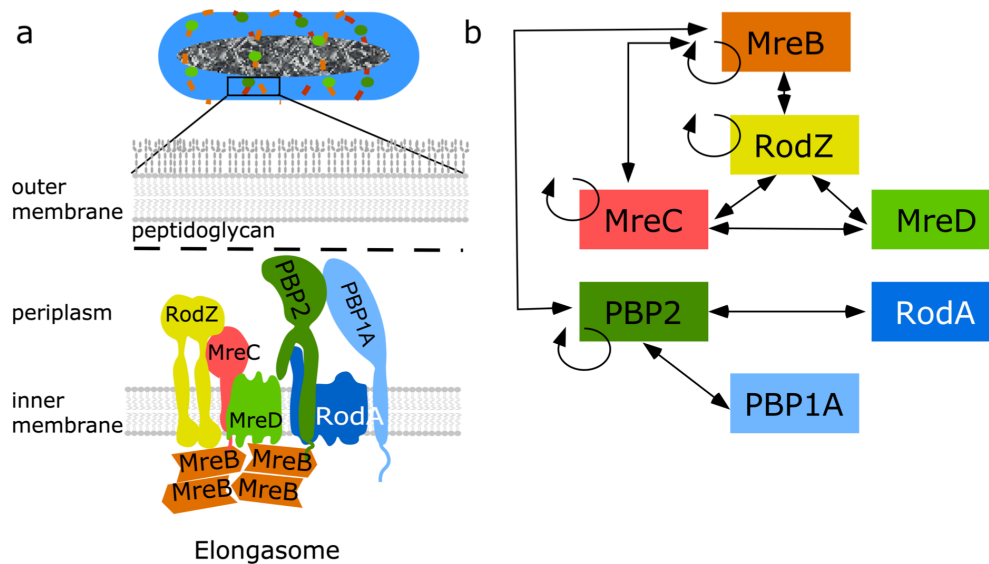 a
outer
membrane
peptidoglycan
periplasm
RodZ
MreC
PBP2
PBP1A
inner
membrane
MreD
RodA
MreB
MreB
MreB
MreB
Elongasome
b
MreB
RodZ
MreC
MreD
PBP2
RodA
PBP1A